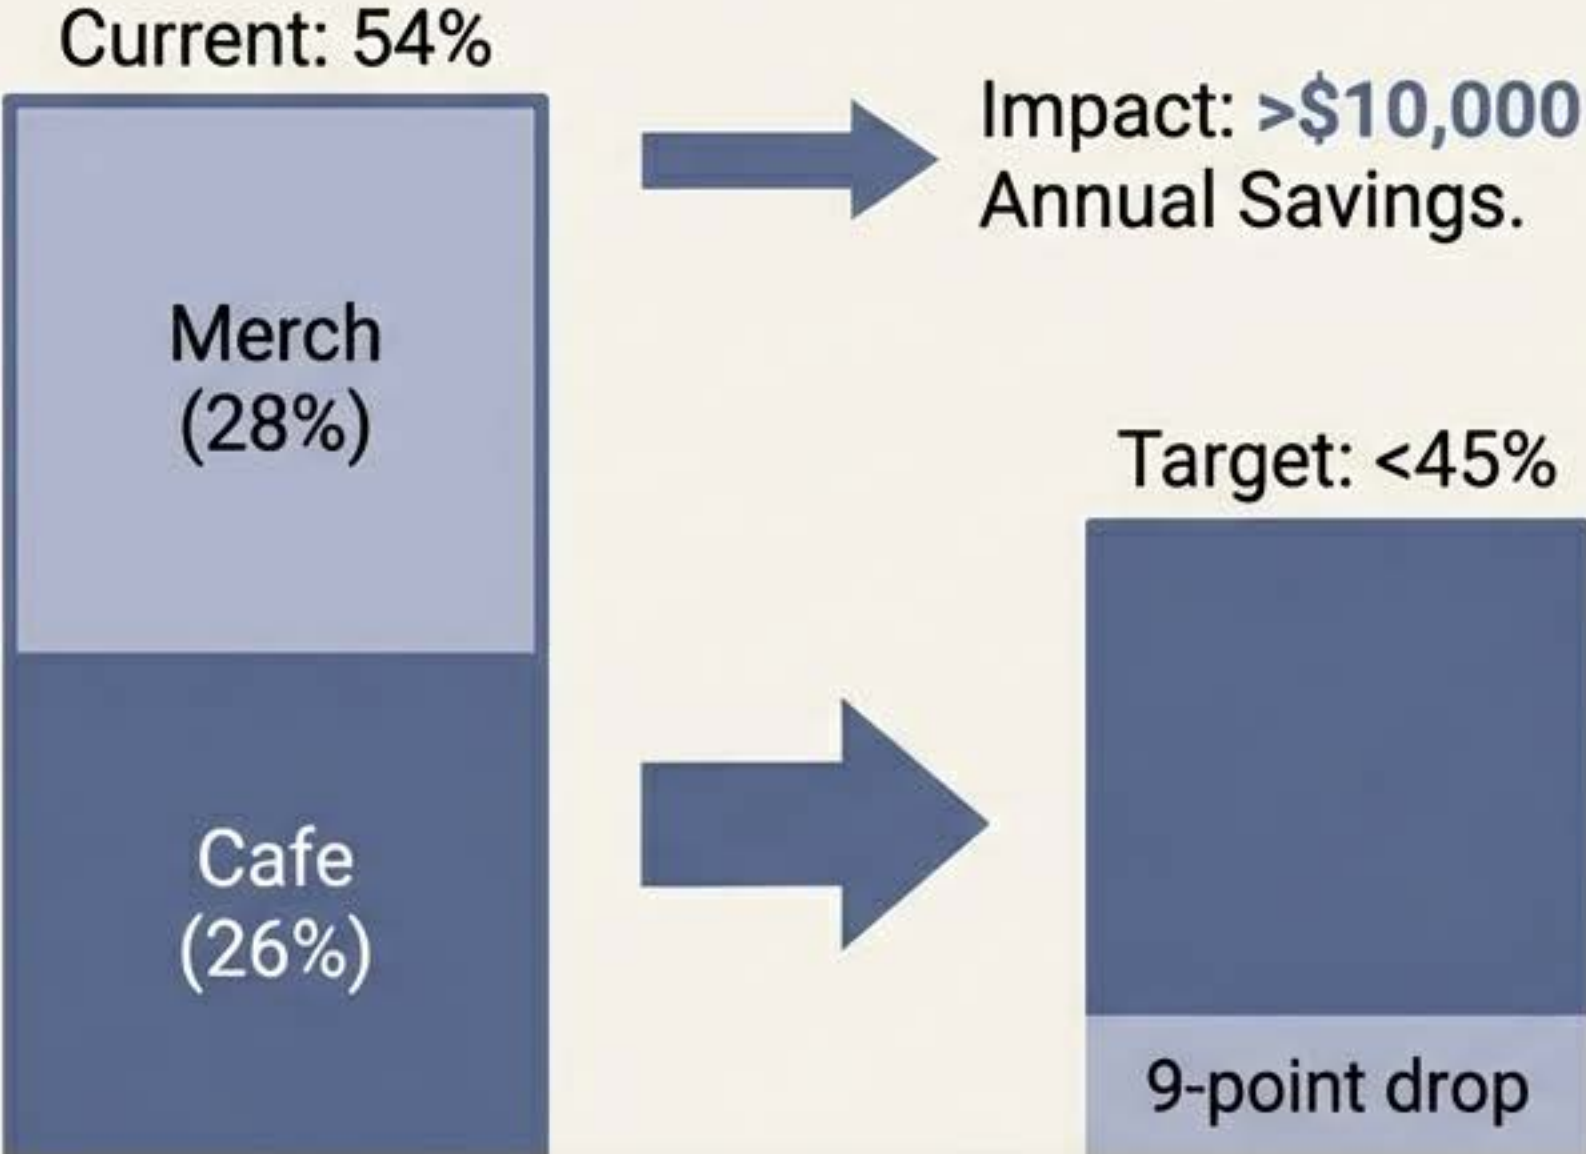 Current: 54%
Merch
(28%)
Cafe
(26%)
Impact: >$10,000
Annual Savings.
Target: <45%
9-point drop